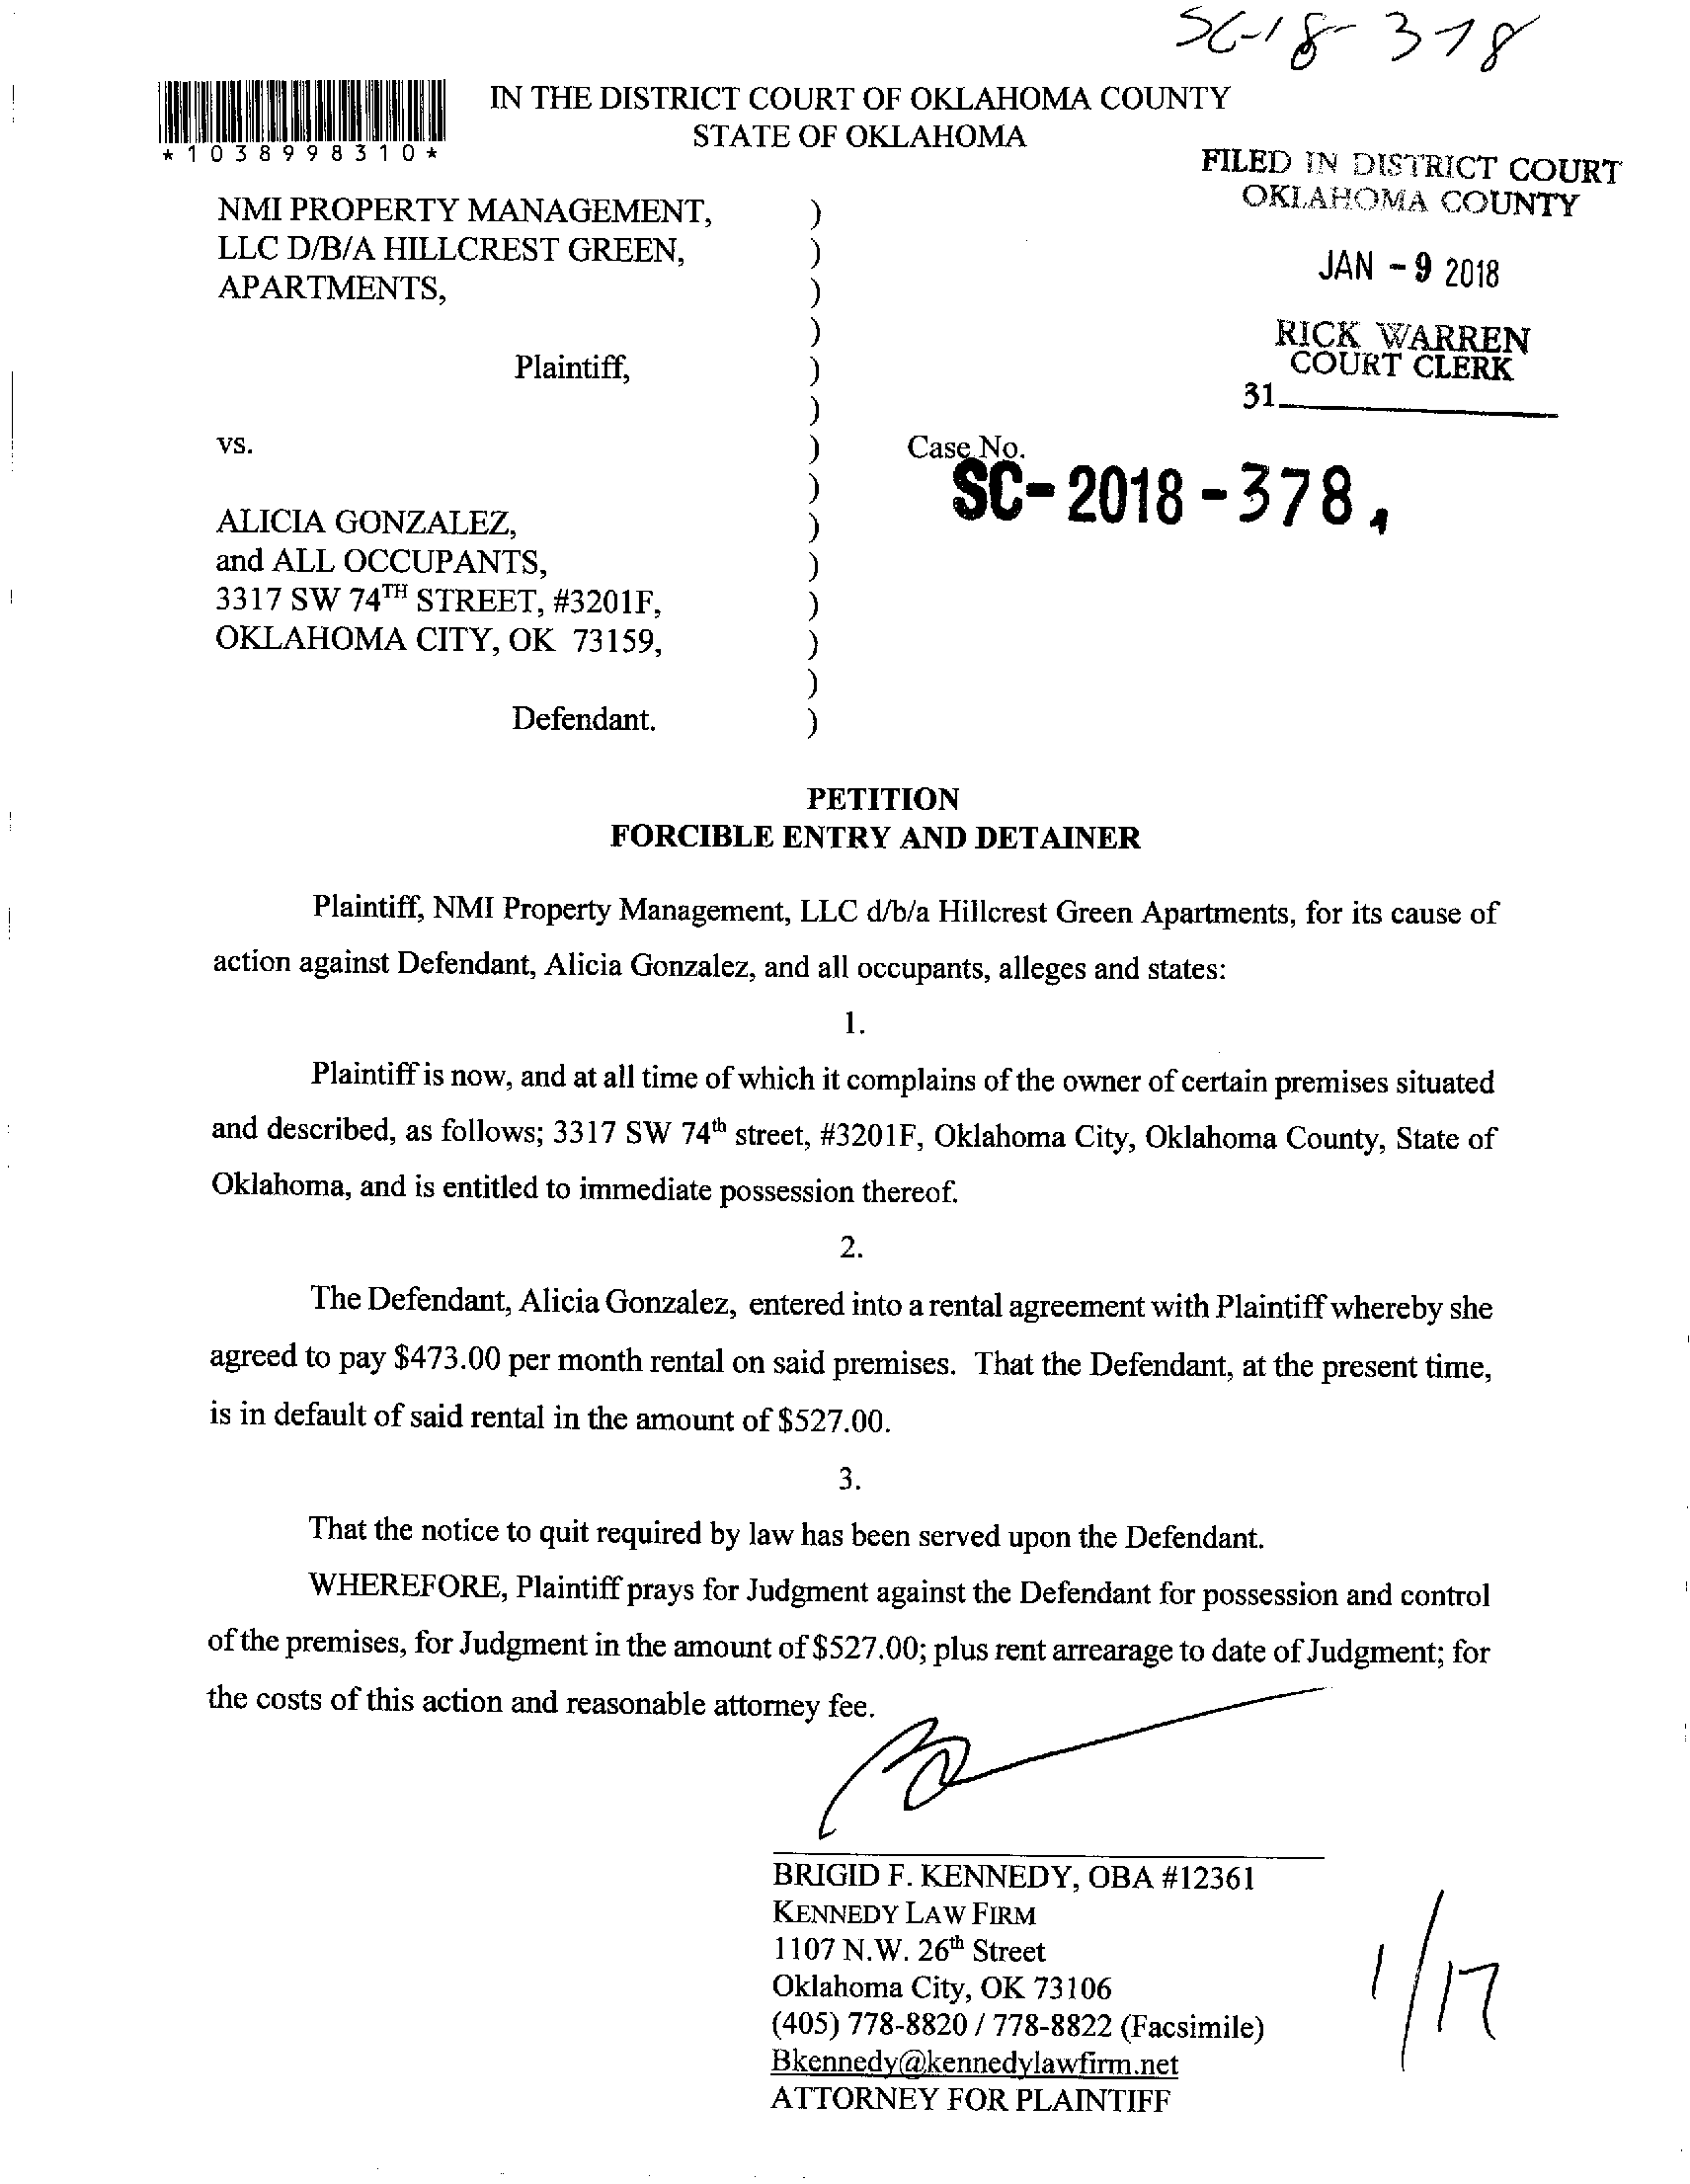 SC-18-378
IN THE DISTRICT COURT OF OKLAHOMA COUNTY
STATE OF OKLAHOMA
*1038998310*
FILED IN DISTRICT COURT
OKLAHOMA COUNTY
JAN - 9 2018
RICK WARREN
COURT CLERK
31
NMI PROPERTY MANAGEMENT, )
LLC D/B/A HILLCREST GREEN, )
APARTMENTS, )
)
Plaintiff, )
)
vs. ) Case No.
) SC-2018-378
ALICIA GONZALEZ, )
and ALL OCCUPANTS, )
3317 SW 74TH STREET, #3201F, )
OKLAHOMA CITY, OK 73159, )
)
Defendant. )
PETITION
FORCIBLE ENTRY AND DETAINER
Plaintiff, NMI Property Management, LLC d/b/a Hillcrest Green Apartments, for its cause of
action against Defendant, Alicia Gonzalez, and all occupants, alleges and states:
1.
Plaintiff is now, and at all time of which it complains of the owner of certain premises situated
and described, as follows; 3317 SW 74th street, #3201F, Oklahoma City, Oklahoma County, State of
Oklahoma, and is entitled to immediate possession thereof.
2.
The Defendant, Alicia Gonzalez, entered into a rental agreement with Plaintiff whereby she
agreed to pay $473.00 per month rental on said premises. That the Defendant, at the present time,
is in default of said rental in the amount of $527.00.
3.
That the notice to quit required by law has been served upon the Defendant.
WHEREFORE, Plaintiff prays for Judgment against the Defendant for possession and control
of the premises, for Judgment in the amount of $527.00; plus rent arrearage to date of Judgment; for
the costs of this action and reasonable attorney fee.
BRIGID F. KENNEDY, OBA #12361
KENNEDY LAW FIRM
1107 N.W. 26th Street
Oklahoma City, OK 73106
(405) 778-8820 / 778-8822 (Facsimile)
Bkennedy@kennedylawfirm.net
ATTORNEY FOR PLAINTIFF
1/17